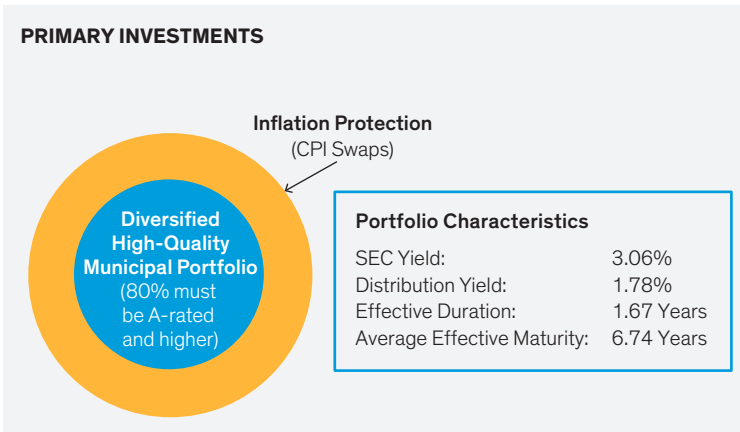 PRIMARY INVESTMENTS
Inflation Protection
(CPI Swaps)
Diversified
High-Quality
Municipal Portfolio
(80% must
be A-rated
and higher)
Portfolio Characteristics
SEC Yield: 3.06%
Distribution Yield: 1.78%
Effective Duration: 1.67 Years
Average Effective Maturity: 6.74 Years